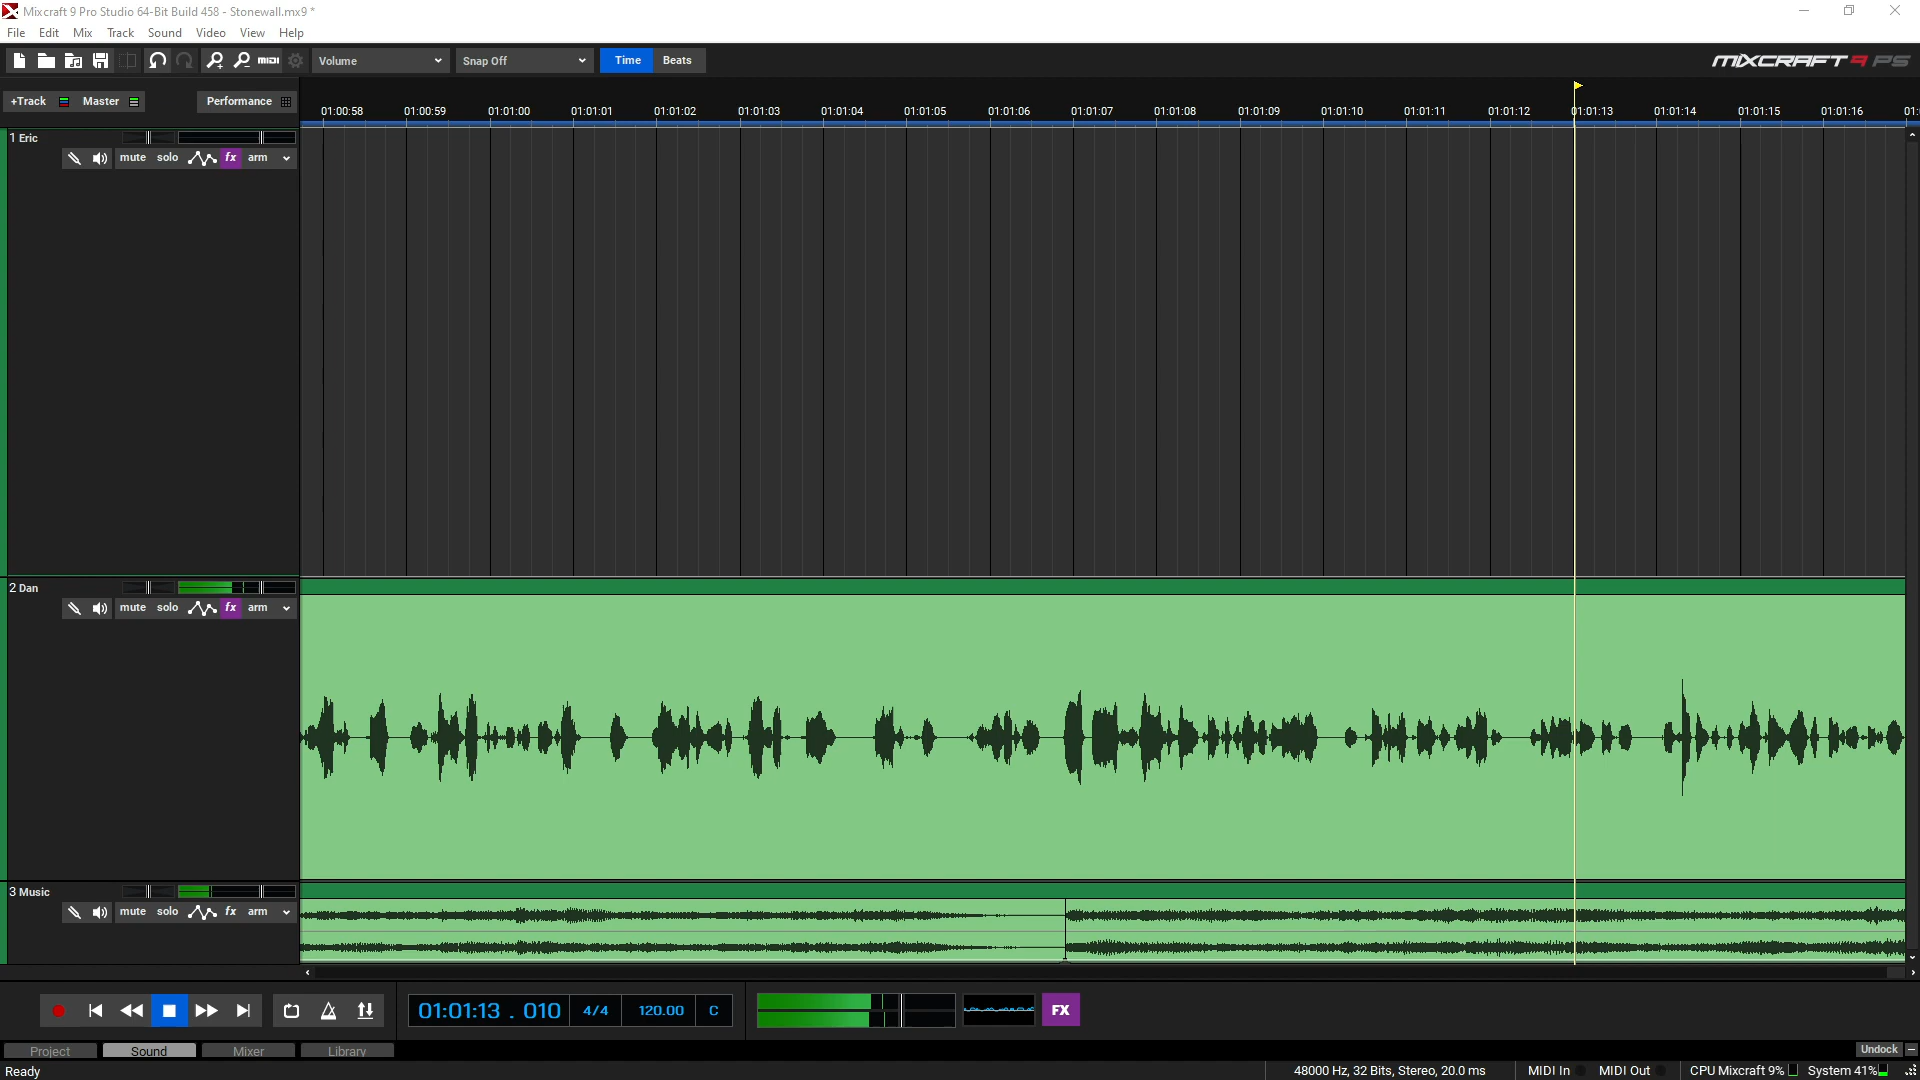 Mixcraft 9 Pro Studio 64-Bit Build 458 - Stonewall.mx9 *
File Edit Mix Track Sound Video View Help
MIDI Volume Snap Off Time Beats MIXCRAFT 9 PS
+Track Master Performance
01:00:58 01:00:59 01:01:00 01:01:01 01:01:02 01:01:03 01:01:04 01:01:05 01:01:06 01:01:07 01:01:08 01:01:09 01:01:10 01:01:11 01:01:12 01:01:13 01:01:14 01:01:15 01:01:16
1 Eric
mute solo fx arm
2 Dan
mute solo fx arm
3 Music
mute solo fx arm
01:01:13 . 010 4/4 120.00 C FX
Project Sound Mixer Library Undock
Ready 48000 Hz, 32 Bits, Stereo, 20.0 ms MIDI In MIDI Out CPU Mixcraft 9% System 41%